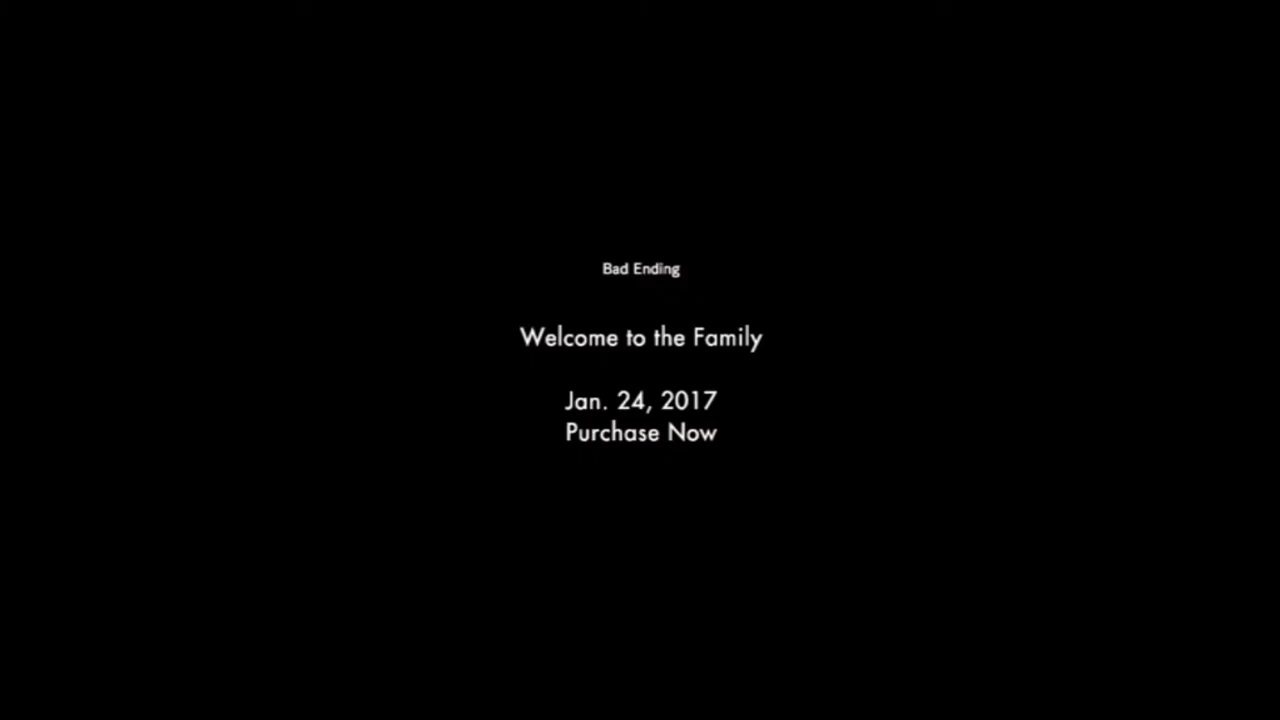 Bad Ending
Welcome to the Family
Jan. 24, 2017
Purchase Now